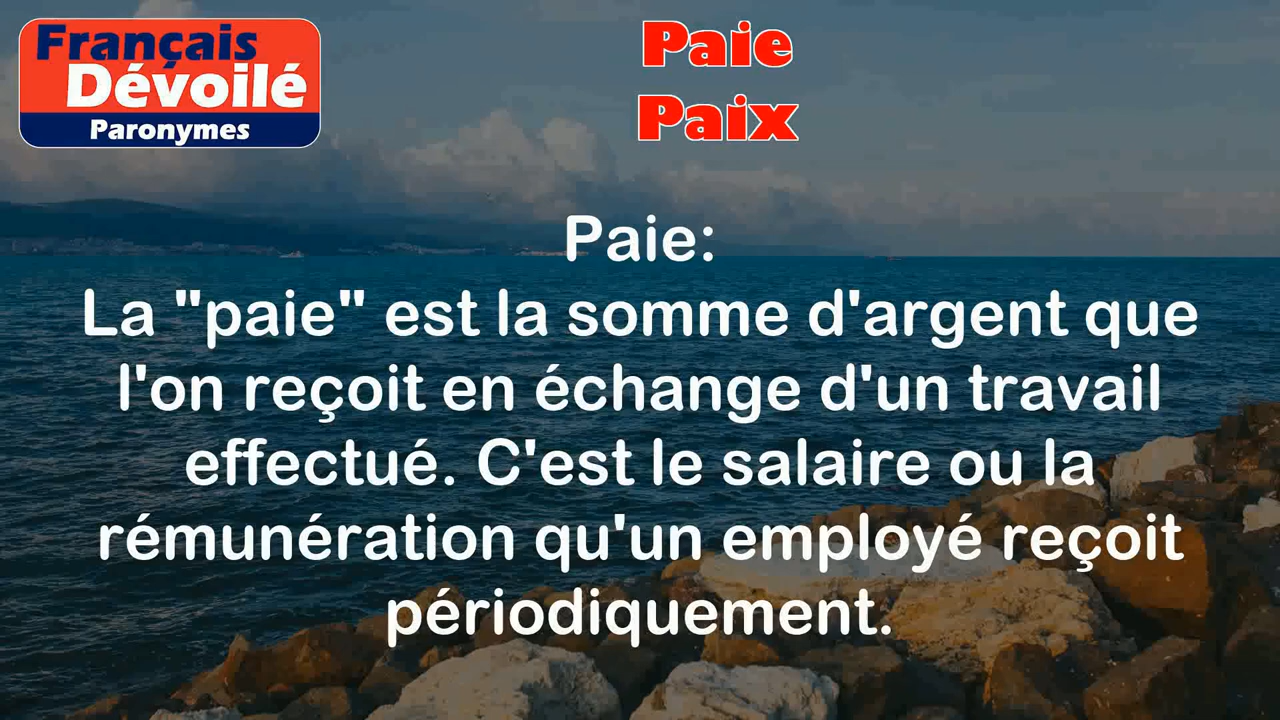 Français
Dévoilé
Paronymes
Paie
Paix
Paie:
La "paie" est la somme d'argent que
l'on reçoit en échange d'un travail
effectué. C'est le salaire ou la
rémunération qu'un employé reçoit
périodiquement.